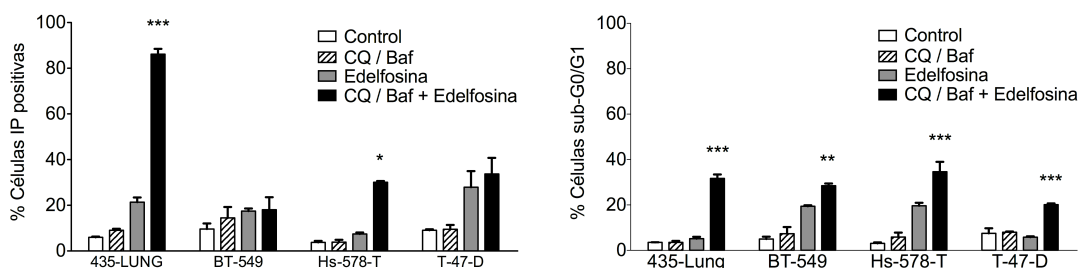 % Células IP positivas
100
80
60
40
20
0
***
*
Control
CQ / Baf
Edelfosina
CQ / Baf + Edelfosina
435-LUNG BT-549 Hs-578-T T-47-D
% Células sub-G0/G1
100
80
60
40
20
0
***
**
***
***
Control
CQ / Baf
Edelfosina
CQ / Baf + Edelfosina
435-Lung BT-549 Hs-578-T T-47-D